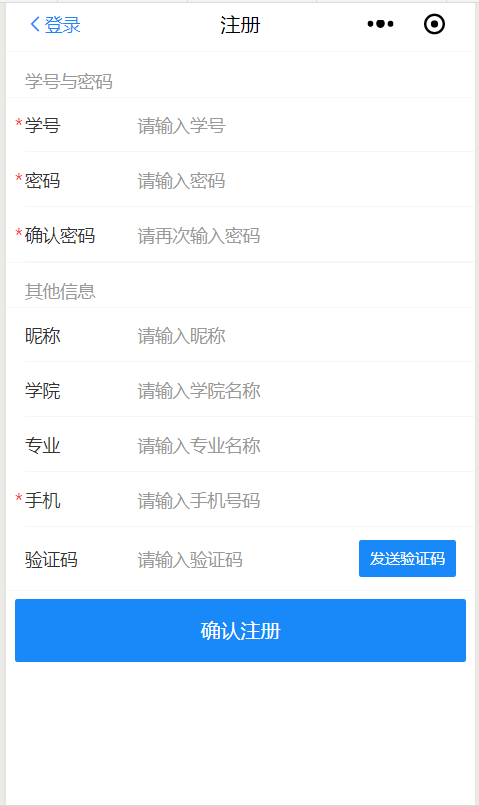 登录 注册
学号与密码
*学号 请输入学号
*密码 请输入密码
*确认密码 请再次输入密码
其他信息
昵称 请输入昵称
学院 请输入学院名称
专业 请输入专业名称
*手机 请输入手机号码
验证码 请输入验证码 发送验证码
确认注册